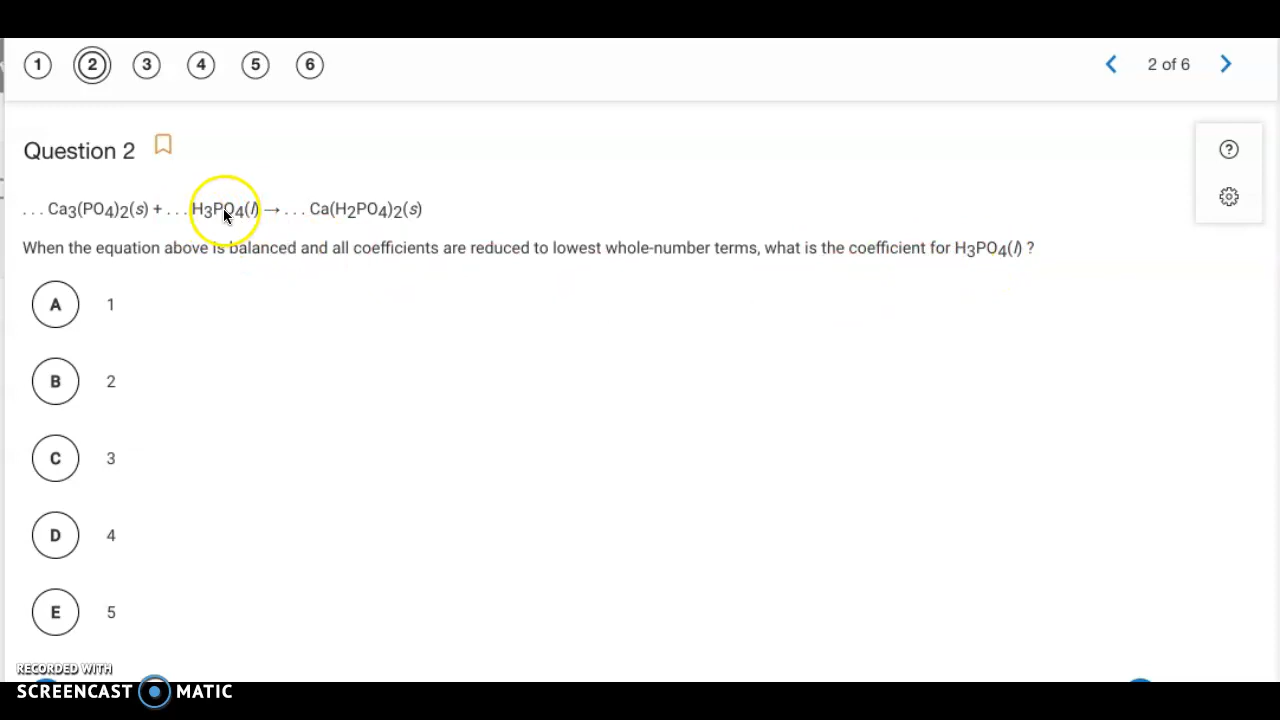 1 2 3 4 5 6 2 of 6
Question 2
?
. . . Ca3(PO4)2(s) + . . . H3PO4(l) → . . . Ca(H2PO4)2(s)
When the equation above is balanced and all coefficients are reduced to lowest whole-number terms, what is the coefficient for H3PO4(l) ?
A 1
B 2
C 3
D 4
E 5
RECORDED WITH
SCREENCAST MATIC